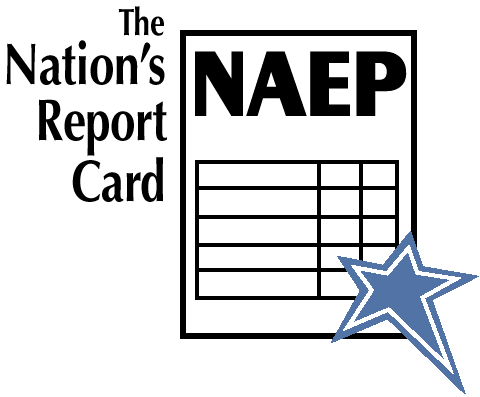 The
Nation's
Report
Card
NAEP